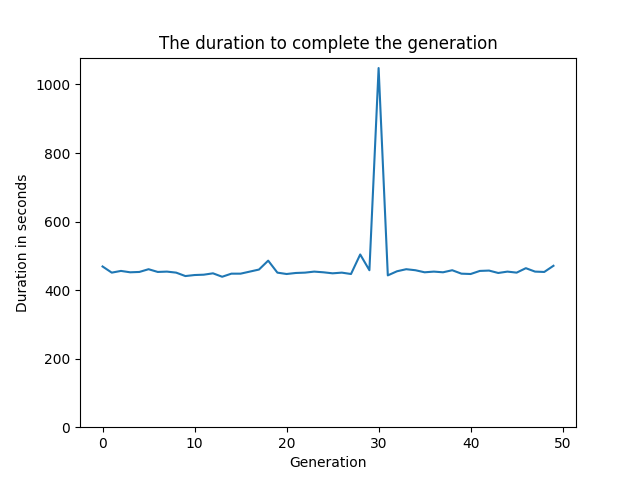 The duration to complete the generation
1000
800
600
400
200
0
Duration in seconds
0 10 20 30 40 50
Generation